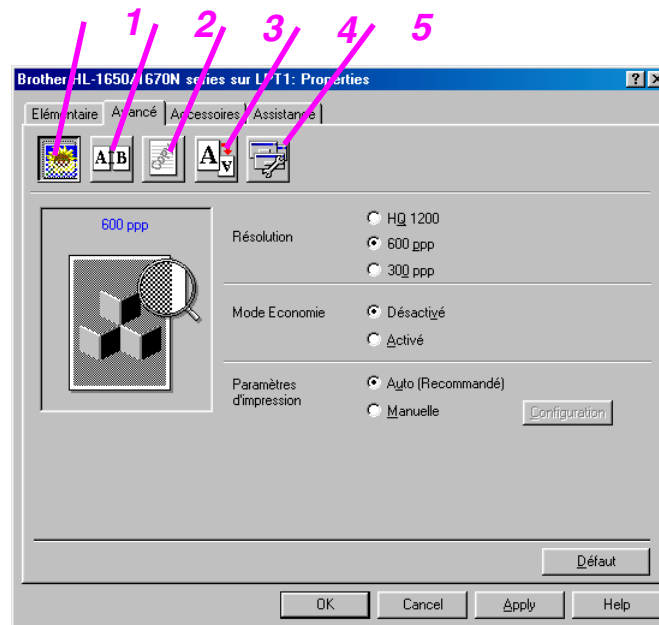 1 2 3 4 5
Brother HL-1650/1670N series sur LPT1: Properties
Elémentaire Avancé Accessoires Assistance
A B COPY A A
600 ppp
Résolution
HQ 1200
600 ppp
300 ppp
Mode Economie
Désactivé
Activé
Paramètres
d'impression
Auto (Recommandé)
Manuelle
Configuration
Défaut
OK Cancel Apply Help